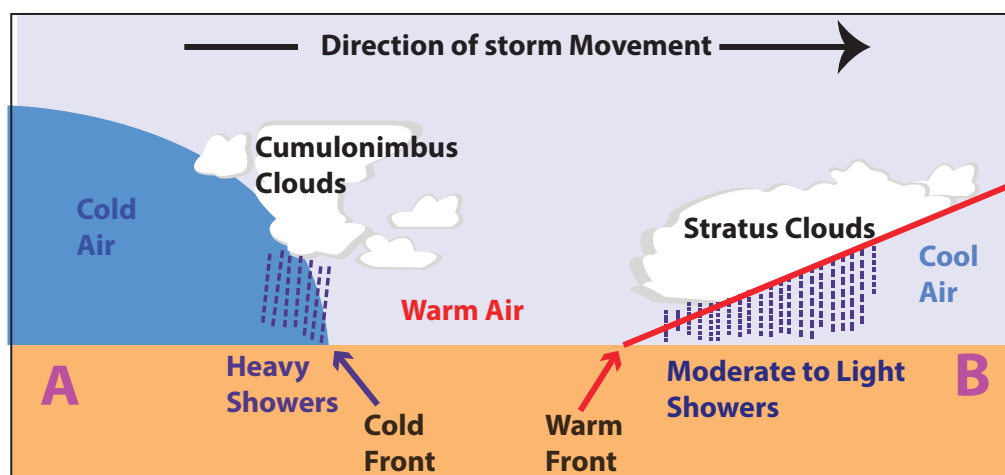 Direction of storm Movement
Cumulonimbus
Clouds
Cold
Air
Stratus Clouds
Cool
Air
Warm Air
A
Heavy
Showers
Cold
Front
Warm
Front
Moderate to Light
Showers
B